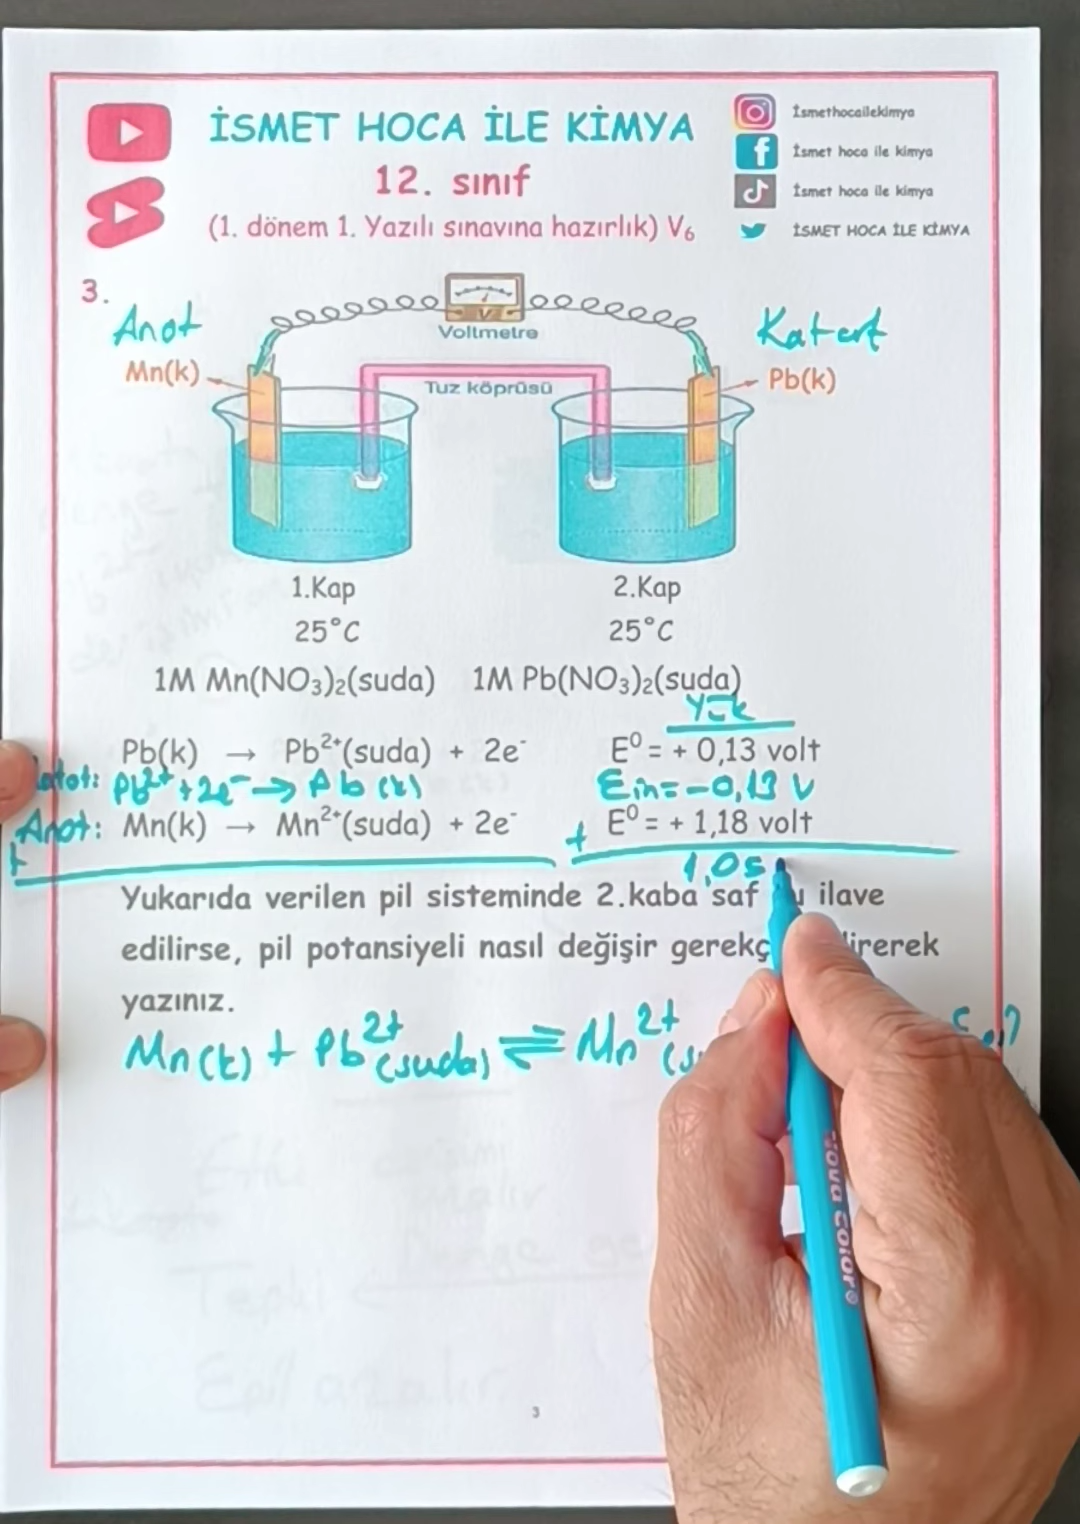 İSMET HOCA İLE KİMYA
12. sınıf
(1. dönem 1. Yazılı sınavına hazırlık) V₆
İsmethocailekimya
İsmet hoca ile kimya
İsmet hoca ile kimya
İSMET HOCA İLE KİMYA
3.
Anot
Katot
Voltmetre
V
Mn(k)
Tuz köprüsü
Pb(k)
1.Kap
2.Kap
25°C
25°C
1M Mn(NO₃)₂(suda)
1M Pb(NO₃)₂(suda)
Yük
Pb(k) → Pb²⁺(suda) + 2e⁻ E⁰ = + 0,13 volt
Pb²⁺ + 2e⁻ → Pb(k) Ein = -0,13 V
Anot: Mn(k) → Mn²⁺(suda) + 2e⁻ + E⁰ = + 1,18 volt
+
1,05
Yukarıda verilen pil sisteminde 2.kaba saf ilave
edilirse, pil potansiyeli nasıl değişir
yazınız.
Mn(k) + Pb²⁺(suda) ⇌ Mn²⁺
Tova Color®
3